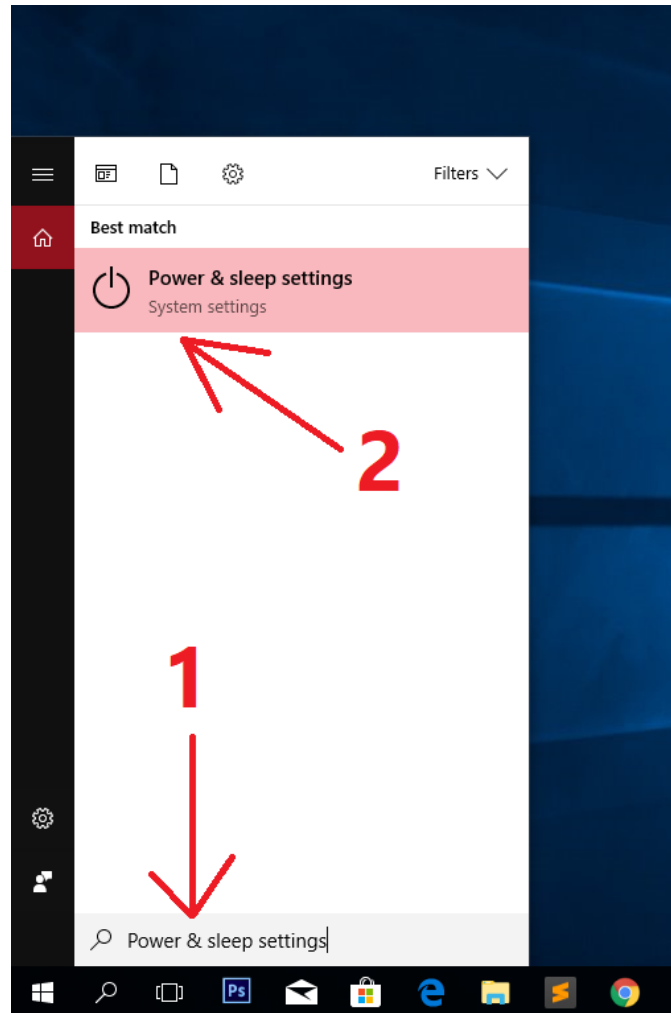 Filters
Best match
Power & sleep settings
System settings
2
1
Power & sleep settings
Ps